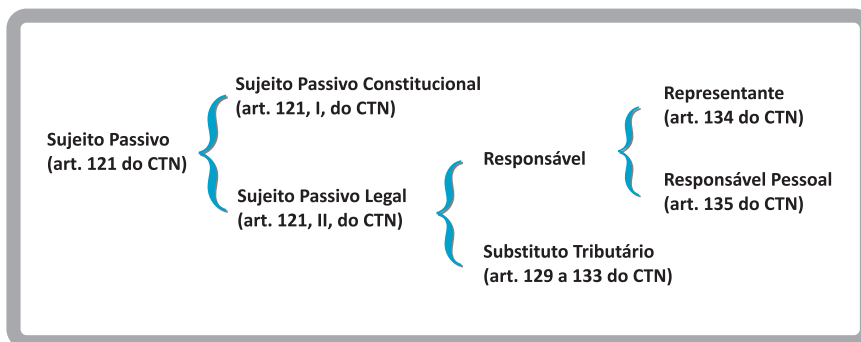 Sujeito Passivo
(art. 121 do CTN)
Sujeito Passivo Constitucional
(art. 121, I, do CTN)
Sujeito Passivo Legal
(art. 121, II, do CTN)
Responsável
Substituto Tributário
(art. 129 a 133 do CTN)
Representante
(art. 134 do CTN)
Responsável Pessoal
(art. 135 do CTN)